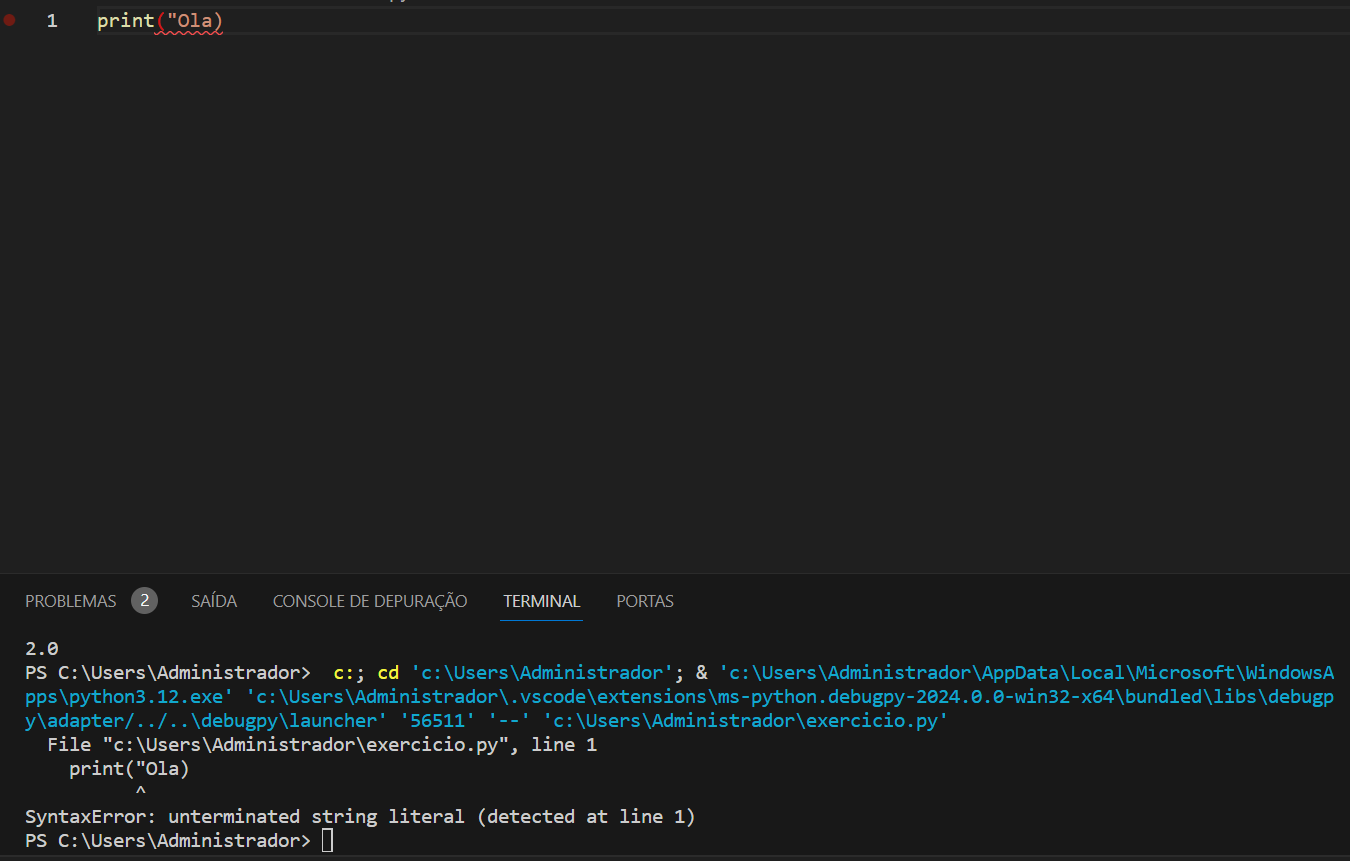 1 print("Ola)
PROBLEMAS 2 SAÍDA CONSOLE DE DEPURAÇÃO TERMINAL PORTAS
2.0
PS C:\Users\Administrador>  c:; cd 'c:\Users\Administrador'; & 'c:\Users\Administrador\AppData\Local\Microsoft\WindowsA
pps\python3.12.exe' 'c:\Users\Administrador\.vscode\extensions\ms-python.debugpy-2024.0.0-win32-x64\bundled\libs\debugp
y\adapter/../..\debugpy\launcher' '56511' '--' 'c:\Users\Administrador\exercicio.py'
  File "c:\Users\Administrador\exercicio.py", line 1
    print("Ola)
          ^
SyntaxError: unterminated string literal (detected at line 1)
PS C:\Users\Administrador>